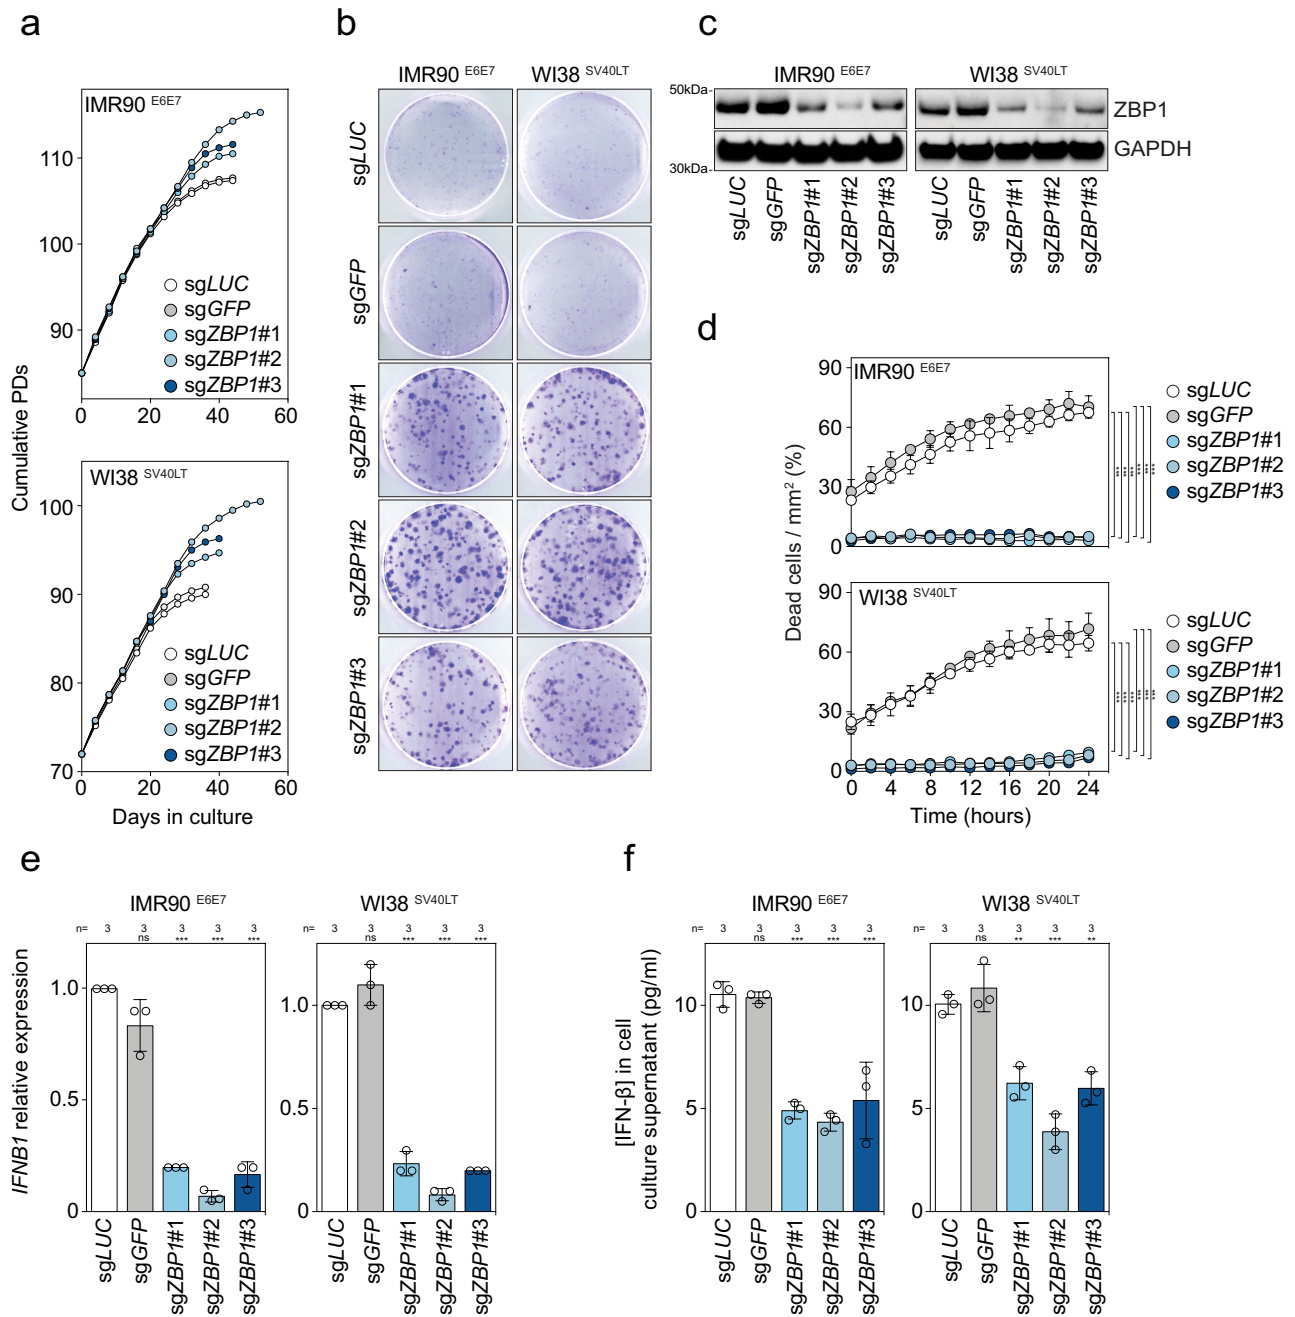 a
IMR90 E6E7
110
100
90
0 20 40 60
sgLUC
sgGFP
sgZBP1#1
sgZBP1#2
sgZBP1#3
Cumulative PDs
WI38 SV40LT
100
90
80
70
0 20 40 60
sgLUC
sgGFP
sgZBP1#1
sgZBP1#2
sgZBP1#3
Days in culture
b
IMR90 E6E7 WI38 SV40LT
sgLUC
sgGFP
sgZBP1#1
sgZBP1#2
sgZBP1#3
c
IMR90 E6E7 WI38 SV40LT
50kDa
ZBP1
GAPDH
30kDa
sgLUC sgGFP sgZBP1#1 sgZBP1#2 sgZBP1#3 sgLUC sgGFP sgZBP1#1 sgZBP1#2 sgZBP1#3
d
IMR90 E6E7
90
60
30
0
sgLUC
sgGFP
sgZBP1#1
sgZBP1#2
sgZBP1#3
Dead cells / mm² (%)
WI38 SV40LT
90
60
30
0
sgLUC
sgGFP
sgZBP1#1
sgZBP1#2
sgZBP1#3
0 4 8 12 16 20 24
Time (hours)
e
IMR90 E6E7 WI38 SV40LT
n= 3 3 3 3 3 n= 3 3 3 3 3
ns *** *** *** ns *** *** ***
IFNB1 relative expression
1.0 1.0
0.5 0.5
0 0
sgLUC sgGFP sgZBP1#1 sgZBP1#2 sgZBP1#3 sgLUC sgGFP sgZBP1#1 sgZBP1#2 sgZBP1#3
f
IMR90 E6E7 WI38 SV40LT
n= 3 3 3 3 3 n= 3 3 3 3 3
ns *** *** *** ns ** *** **
[IFN-β] in cell
culture supernatant (pg/ml)
10 10
5 5
0 0
sgLUC sgGFP sgZBP1#1 sgZBP1#2 sgZBP1#3 sgLUC sgGFP sgZBP1#1 sgZBP1#2 sgZBP1#3